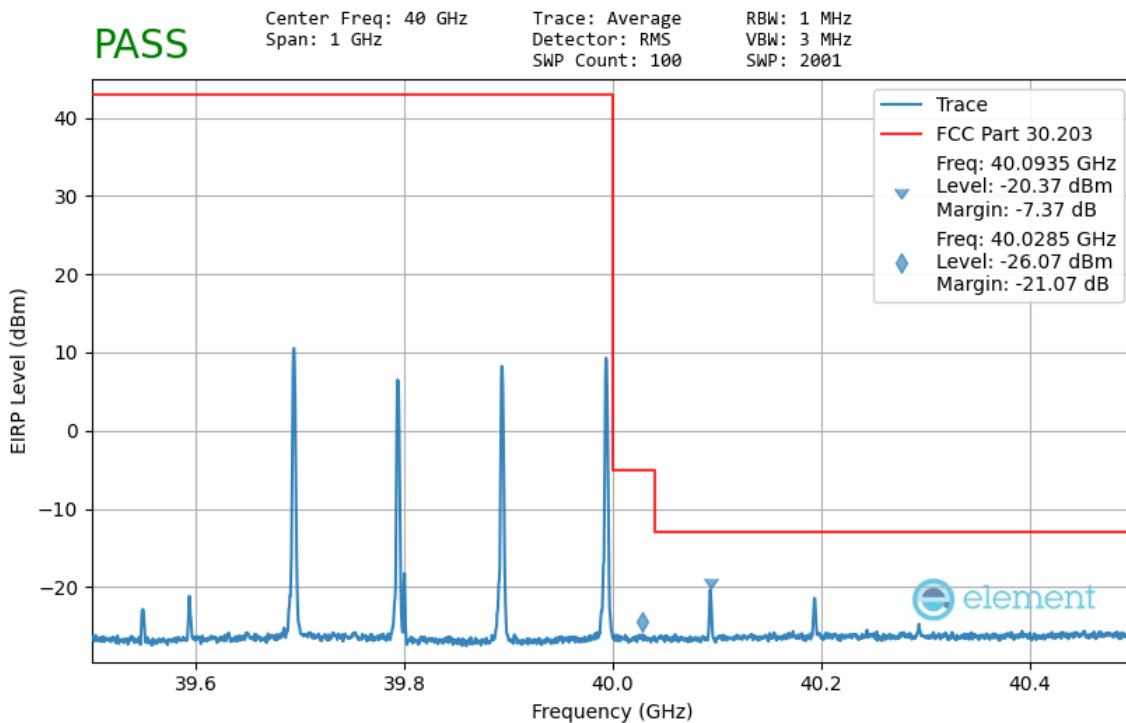 PASS
Center Freq: 40 GHz
Span: 1 GHz
Trace: Average
Detector: RMS
SWP Count: 100
RBW: 1 MHz
VBW: 3 MHz
SWP: 2001
Trace
FCC Part 30.203
Freq: 40.0935 GHz
Level: -20.37 dBm
Margin: -7.37 dB
Freq: 40.0285 GHz
Level: -26.07 dBm
Margin: -21.07 dB
EIRP Level (dBm)
40
30
20
10
0
−10
−20
element
39.6
39.8
40.0
40.2
40.4
Frequency (GHz)